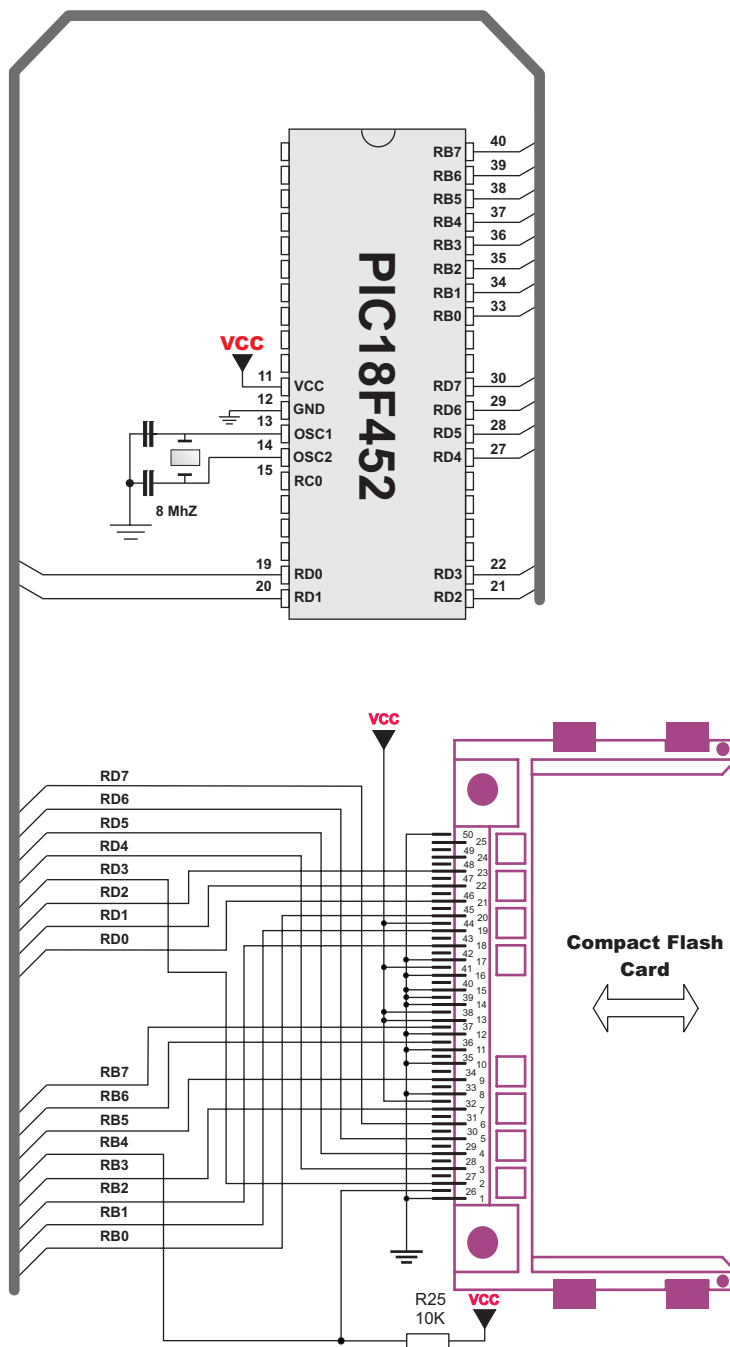 PIC18F452
40
RB7
39
RB6
38
RB5
37
RB4
36
RB3
35
RB2
34
RB1
33
RB0
VCC
11
VCC
12
GND
13
OSC1
14
OSC2
15
RC0
8 MhZ
30
RD7
29
RD6
28
RD5
27
RD4
19
RD0
20
RD1
22
RD3
21
RD2
VCC
RD7
RD6
RD5
RD4
RD3
RD2
RD1
RD0
RB7
RB6
RB5
RB4
RB3
RB2
RB1
RB0
50
25
49
24
48
23
47
22
46
21
45
20
44
19
43
18
42
17
41
16
40
15
39
14
38
13
37
12
36
11
35
10
34
9
33
8
32
7
31
6
30
5
29
4
28
3
27
2
26
1
Compact Flash
Card
R25
10K
VCC